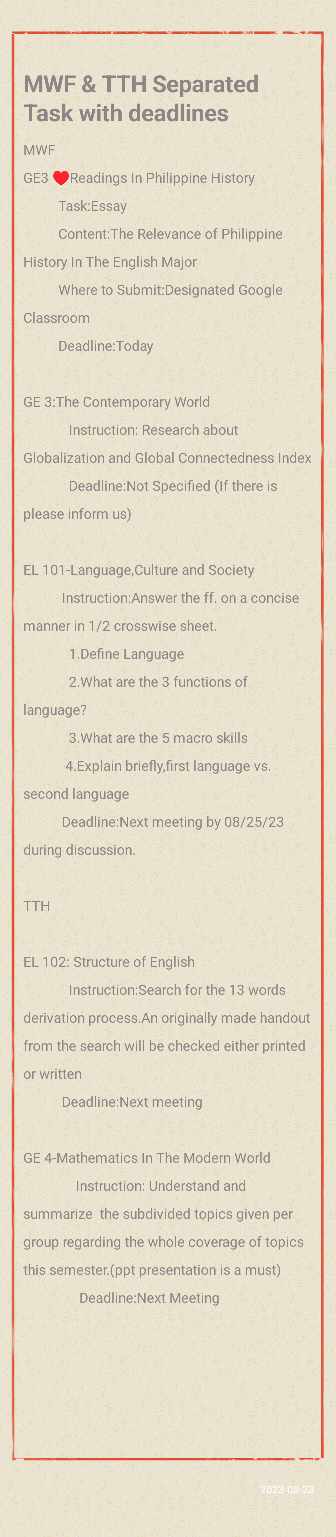 MWF & TTH Separated
Task with deadlines
MWF
GE3 ❤️Readings In Philippine History
Task:Essay
Content:The Relevance of Philippine
History In The English Major
Where to Submit:Designated Google
Classroom
Deadline:Today
GE 3:The Contemporary World
Instruction: Research about
Globalization and Global Connectedness Index
Deadline:Not Specified (If there is
please inform us)
EL 101-Language,Culture and Society
Instruction:Answer the ff. on a concise
manner in 1/2 crosswise sheet.
1.Define Language
2.What are the 3 functions of
language?
3.What are the 5 macro skills
4.Explain briefly,first language vs.
second language
Deadline:Next meeting by 08/25/23
during discussion.
TTH
EL 102: Structure of English
Instruction:Search for the 13 words
derivation process.An originally made handout
from the search will be checked either printed
or written
Deadline:Next meeting
GE 4-Mathematics In The Modern World
Instruction: Understand and
summarize  the subdivided topics given per
group regarding the whole coverage of topics
this semester.(ppt presentation is a must)
Deadline:Next Meeting
2023-08-23